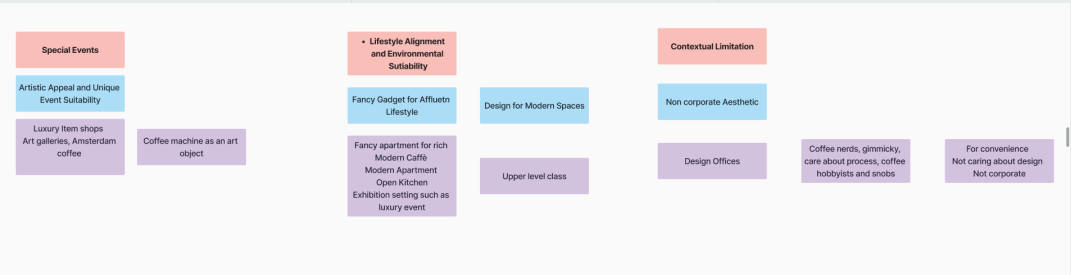 Special Events
Artistic Appeal and Unique
Event Suitability
Luxury Item shops
Art galleries, Amsterdam
coffee
Coffee machine as an art
object
• Lifestyle Alignment
and Environmental
Sutiability
Fancy Gadget for Affluetn
Lifestyle
Design for Modern Spaces
Fancy apartment for rich
Modern Caffè
Modern Apartment
Open Kitchen
Exhibition setting such as
luxury event
Upper level class
Contextual Limitation
Non corporate Aesthetic
Design Offices
Coffee nerds, gimmicky,
care about process, coffee
hobbyists and snobs
For convenience
Not caring about design
Not corporate